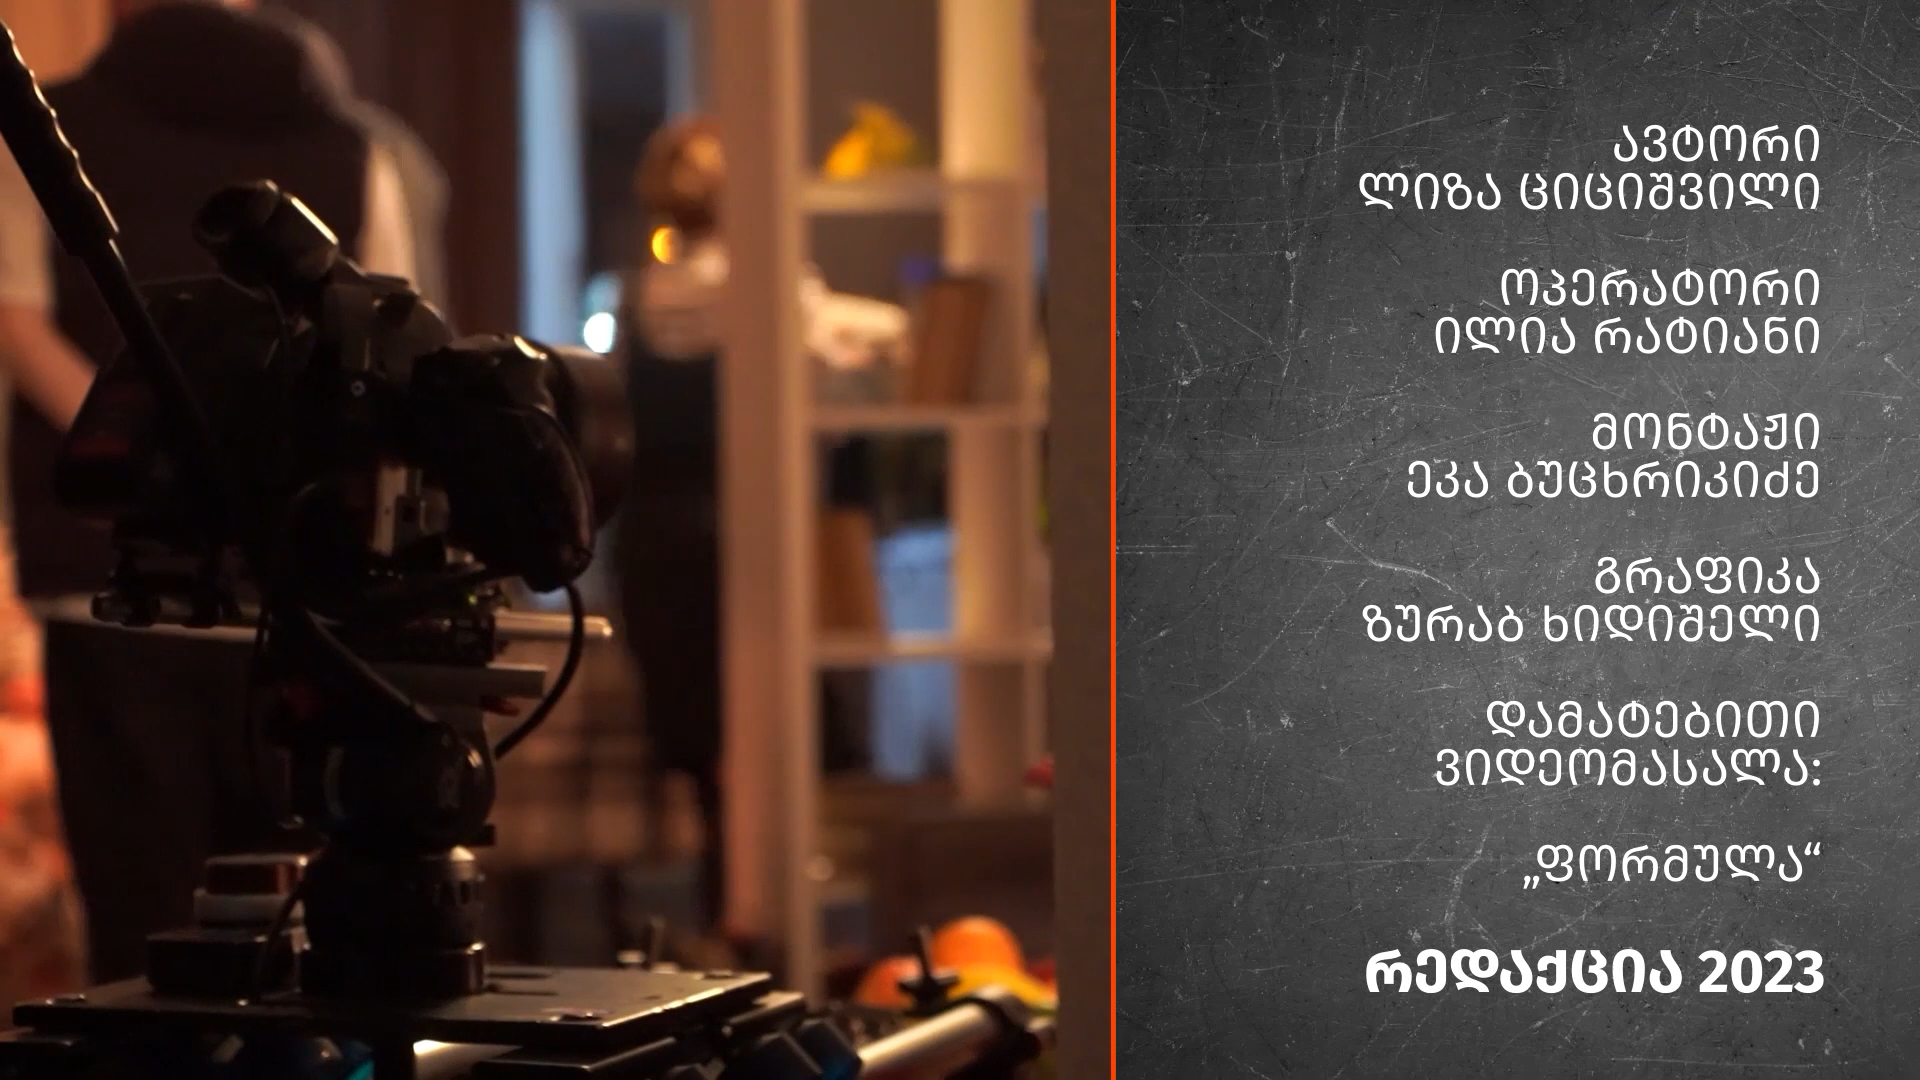 ავტორი
ლიზა ციციშვილი
ოპერატორი
ილია რატიანი
მონტაჟი
ეკა ბუცხრიკიძე
გრაფიკა
ზურაბ ხიდიშელი
დამატებითი
ვიდეომასალა:
„ფორმულა“
რედაქცია 2023